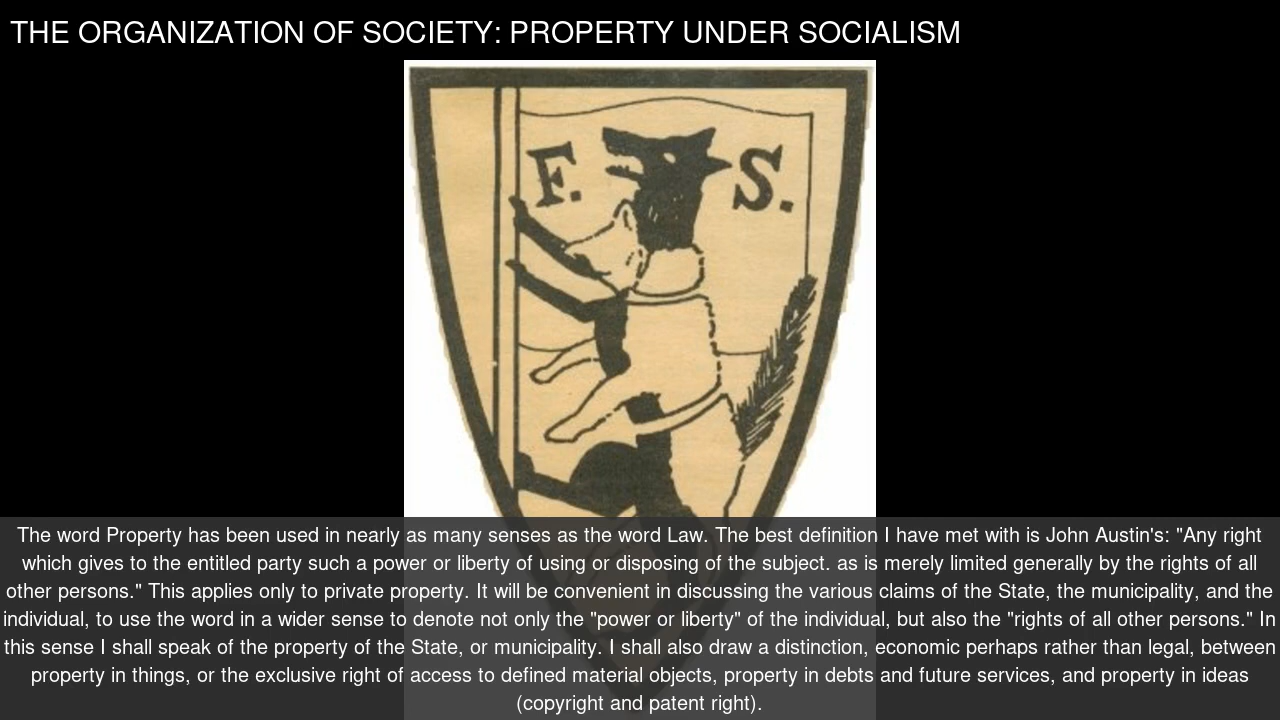 THE ORGANIZATION OF SOCIETY: PROPERTY UNDER SOCIALISM
F. S.
The word Property has been used in nearly as many senses as the word Law. The best definition I have met with is John Austin's: "Any right
which gives to the entitled party such a power or liberty of using or disposing of the subject. as is merely limited generally by the rights of all
other persons." This applies only to private property. It will be convenient in discussing the various claims of the State, the municipality, and the
individual, to use the word in a wider sense to denote not only the "power or liberty" of the individual, but also the "rights of all other persons." In
this sense I shall speak of the property of the State, or municipality. I shall also draw a distinction, economic perhaps rather than legal, between
property in things, or the exclusive right of access to defined material objects, property in debts and future services, and property in ideas
(copyright and patent right).